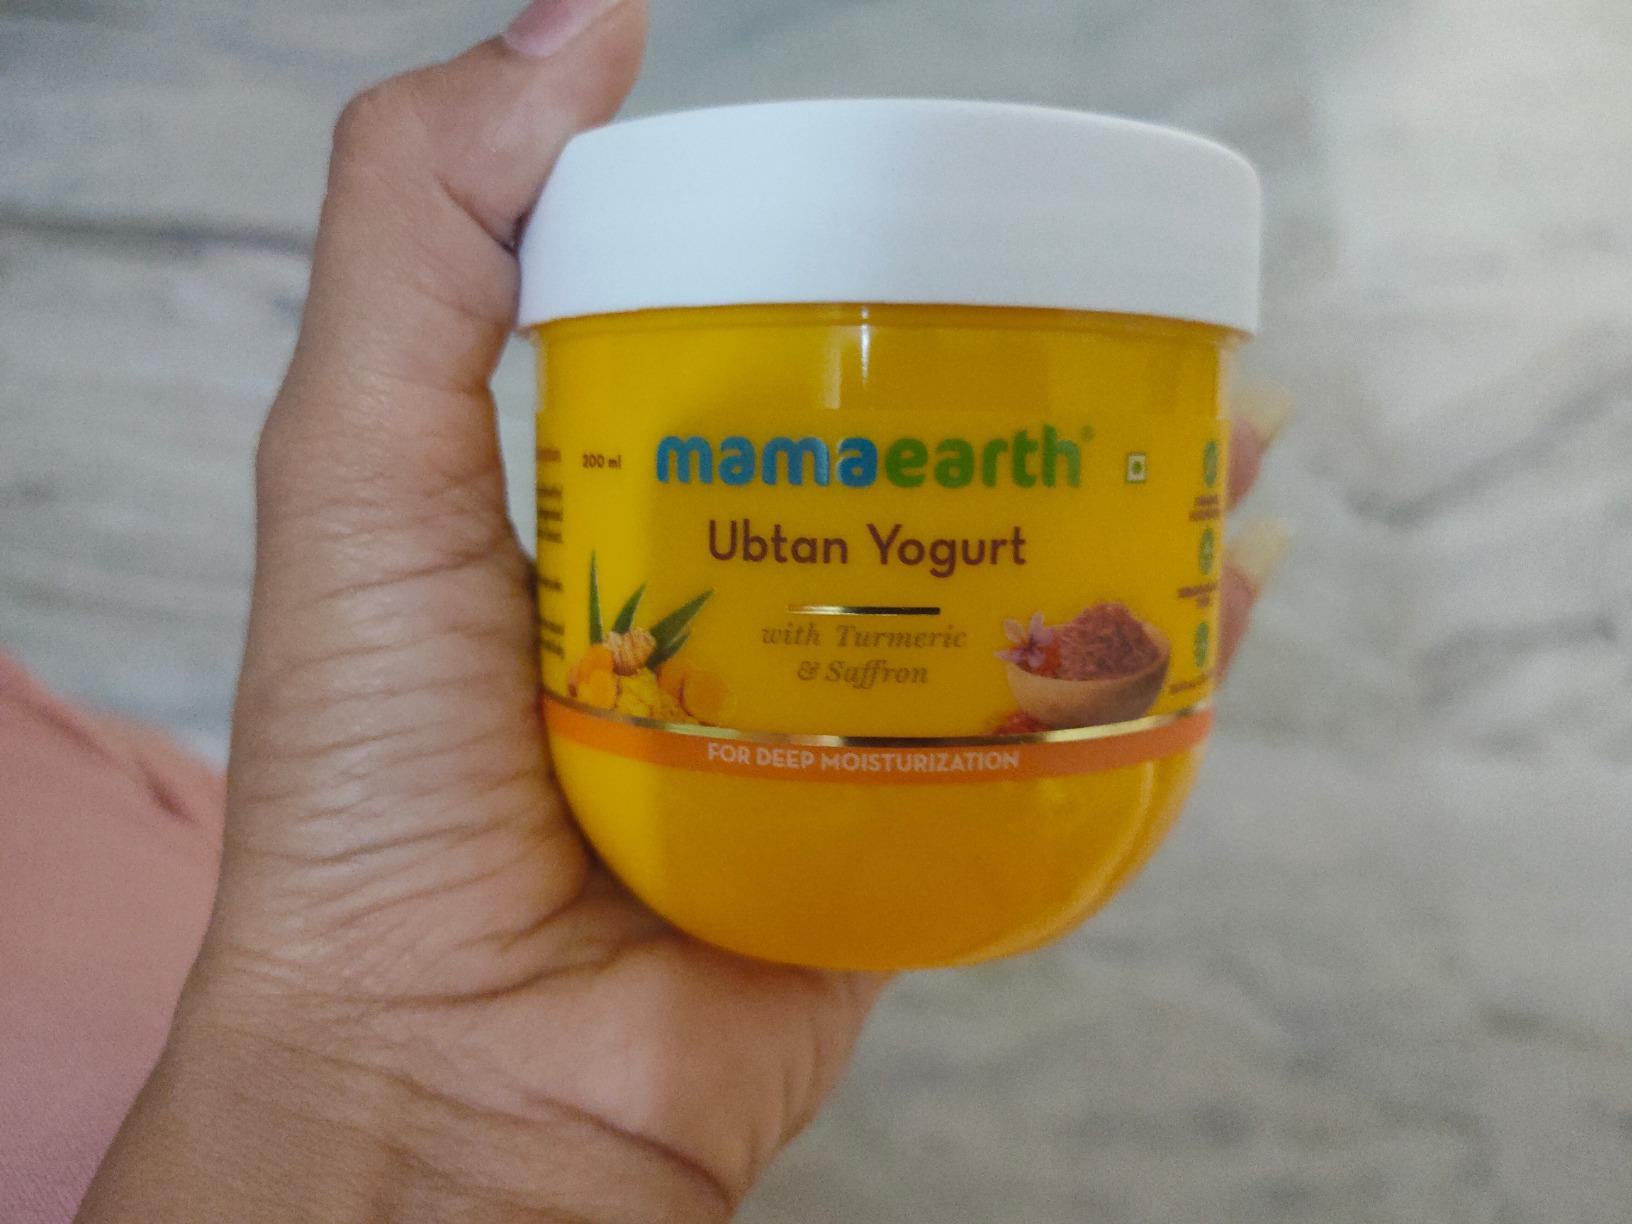 200 ml
mamaearth®
Ubtan Yogurt
with Turmeric
& Saffron
FOR DEEP MOISTURIZATION